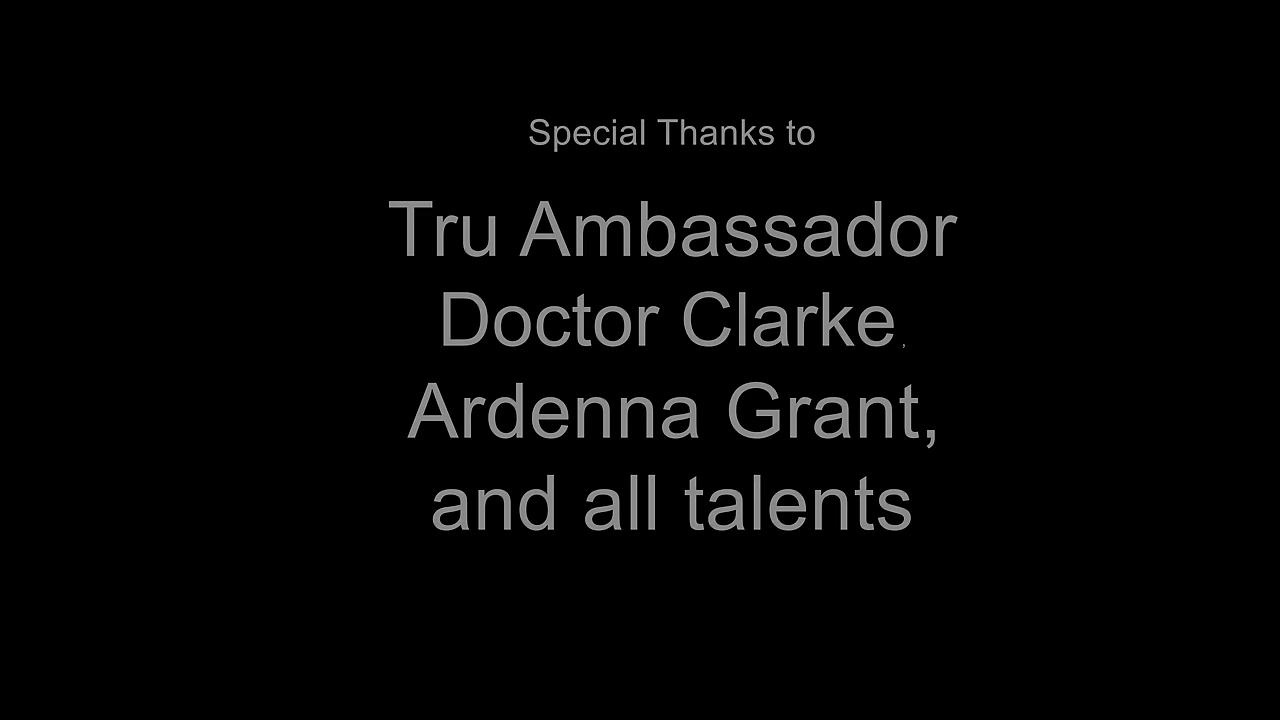 Special Thanks to
Tru Ambassador
Doctor Clarke,
Ardenna Grant,
and all talents